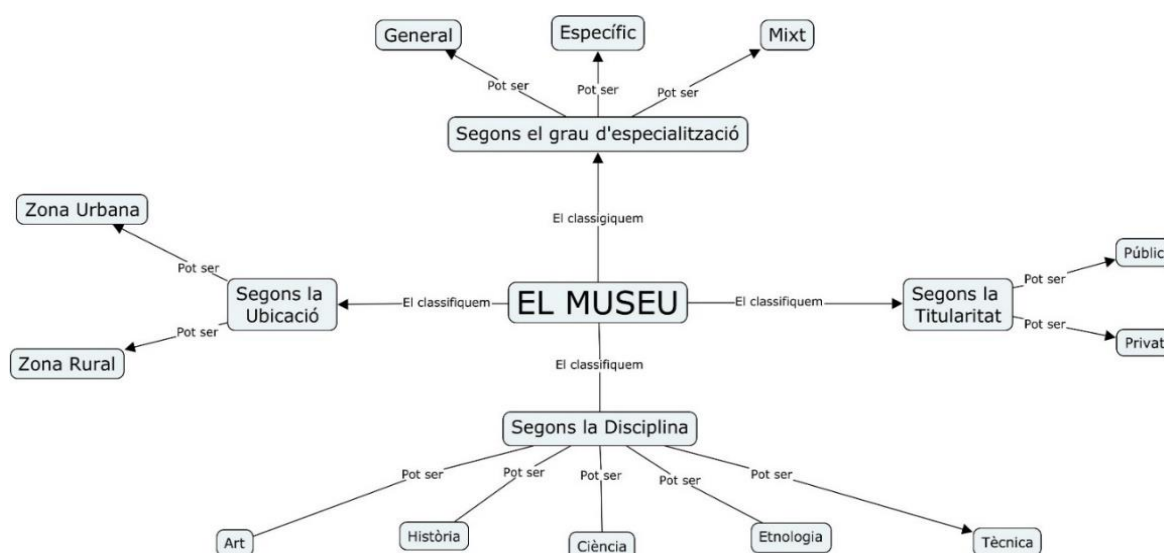 General
Específic
Mixt
Pot ser
Pot ser
Pot ser
Segons el grau d'especialització
El classigiquem
Zona Urbana
Pot ser
Segons la
Ubicació
Pot ser
Zona Rural
El classifiquem
EL MUSEU
El classifiquem
Segons la
Titularitat
Pot ser
Públic
Pot ser
Privat
El classifiquem
Segons la Disciplina
Pot ser
Pot ser
Pot ser
Pot ser
Pot ser
Art
Història
Ciència
Etnologia
Tècnica